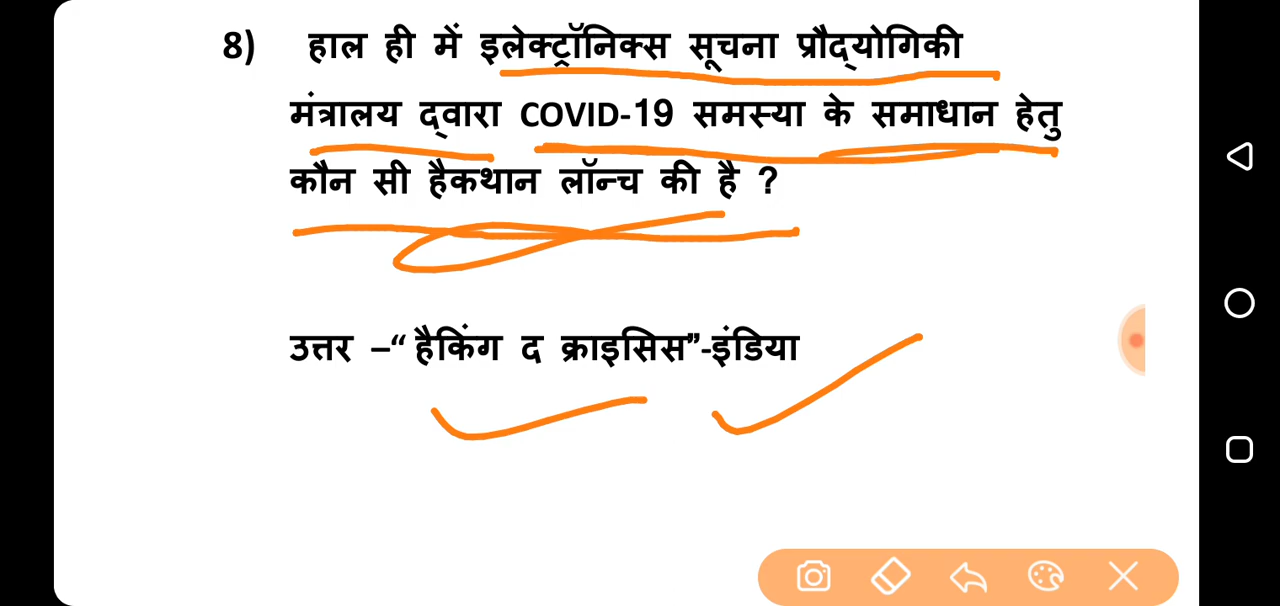 8) हाल ही में इलेक्ट्रॉनिक्स सूचना प्रौद्योगिकी
मंत्रालय द्वारा COVID-19 समस्या के समाधान हेतु
कौन सी हैकथान लॉन्च की है ?
उत्तर –“ हैकिंग द क्राइसिस”-इंडिया